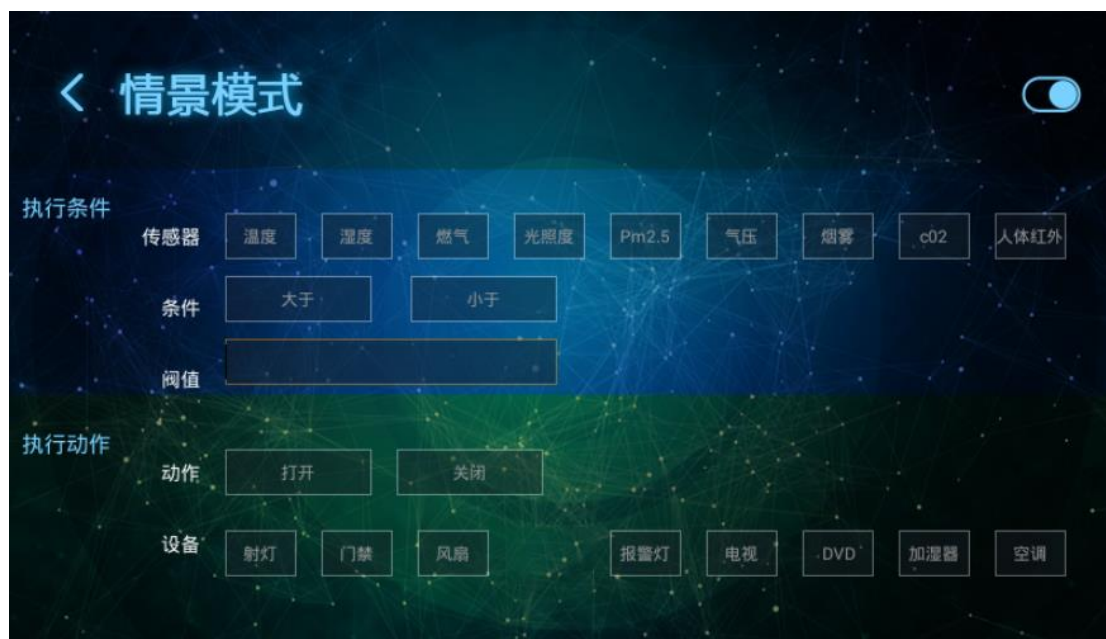 情景模式
执行条件
传感器 温度 湿度 燃气 光照度 Pm2.5 气压 烟雾 c02 人体红外
条件 大于 小于
阀值
执行动作
动作 打开 关闭
设备 射灯 门禁 风扇 报警灯 电视 DVD 加湿器 空调